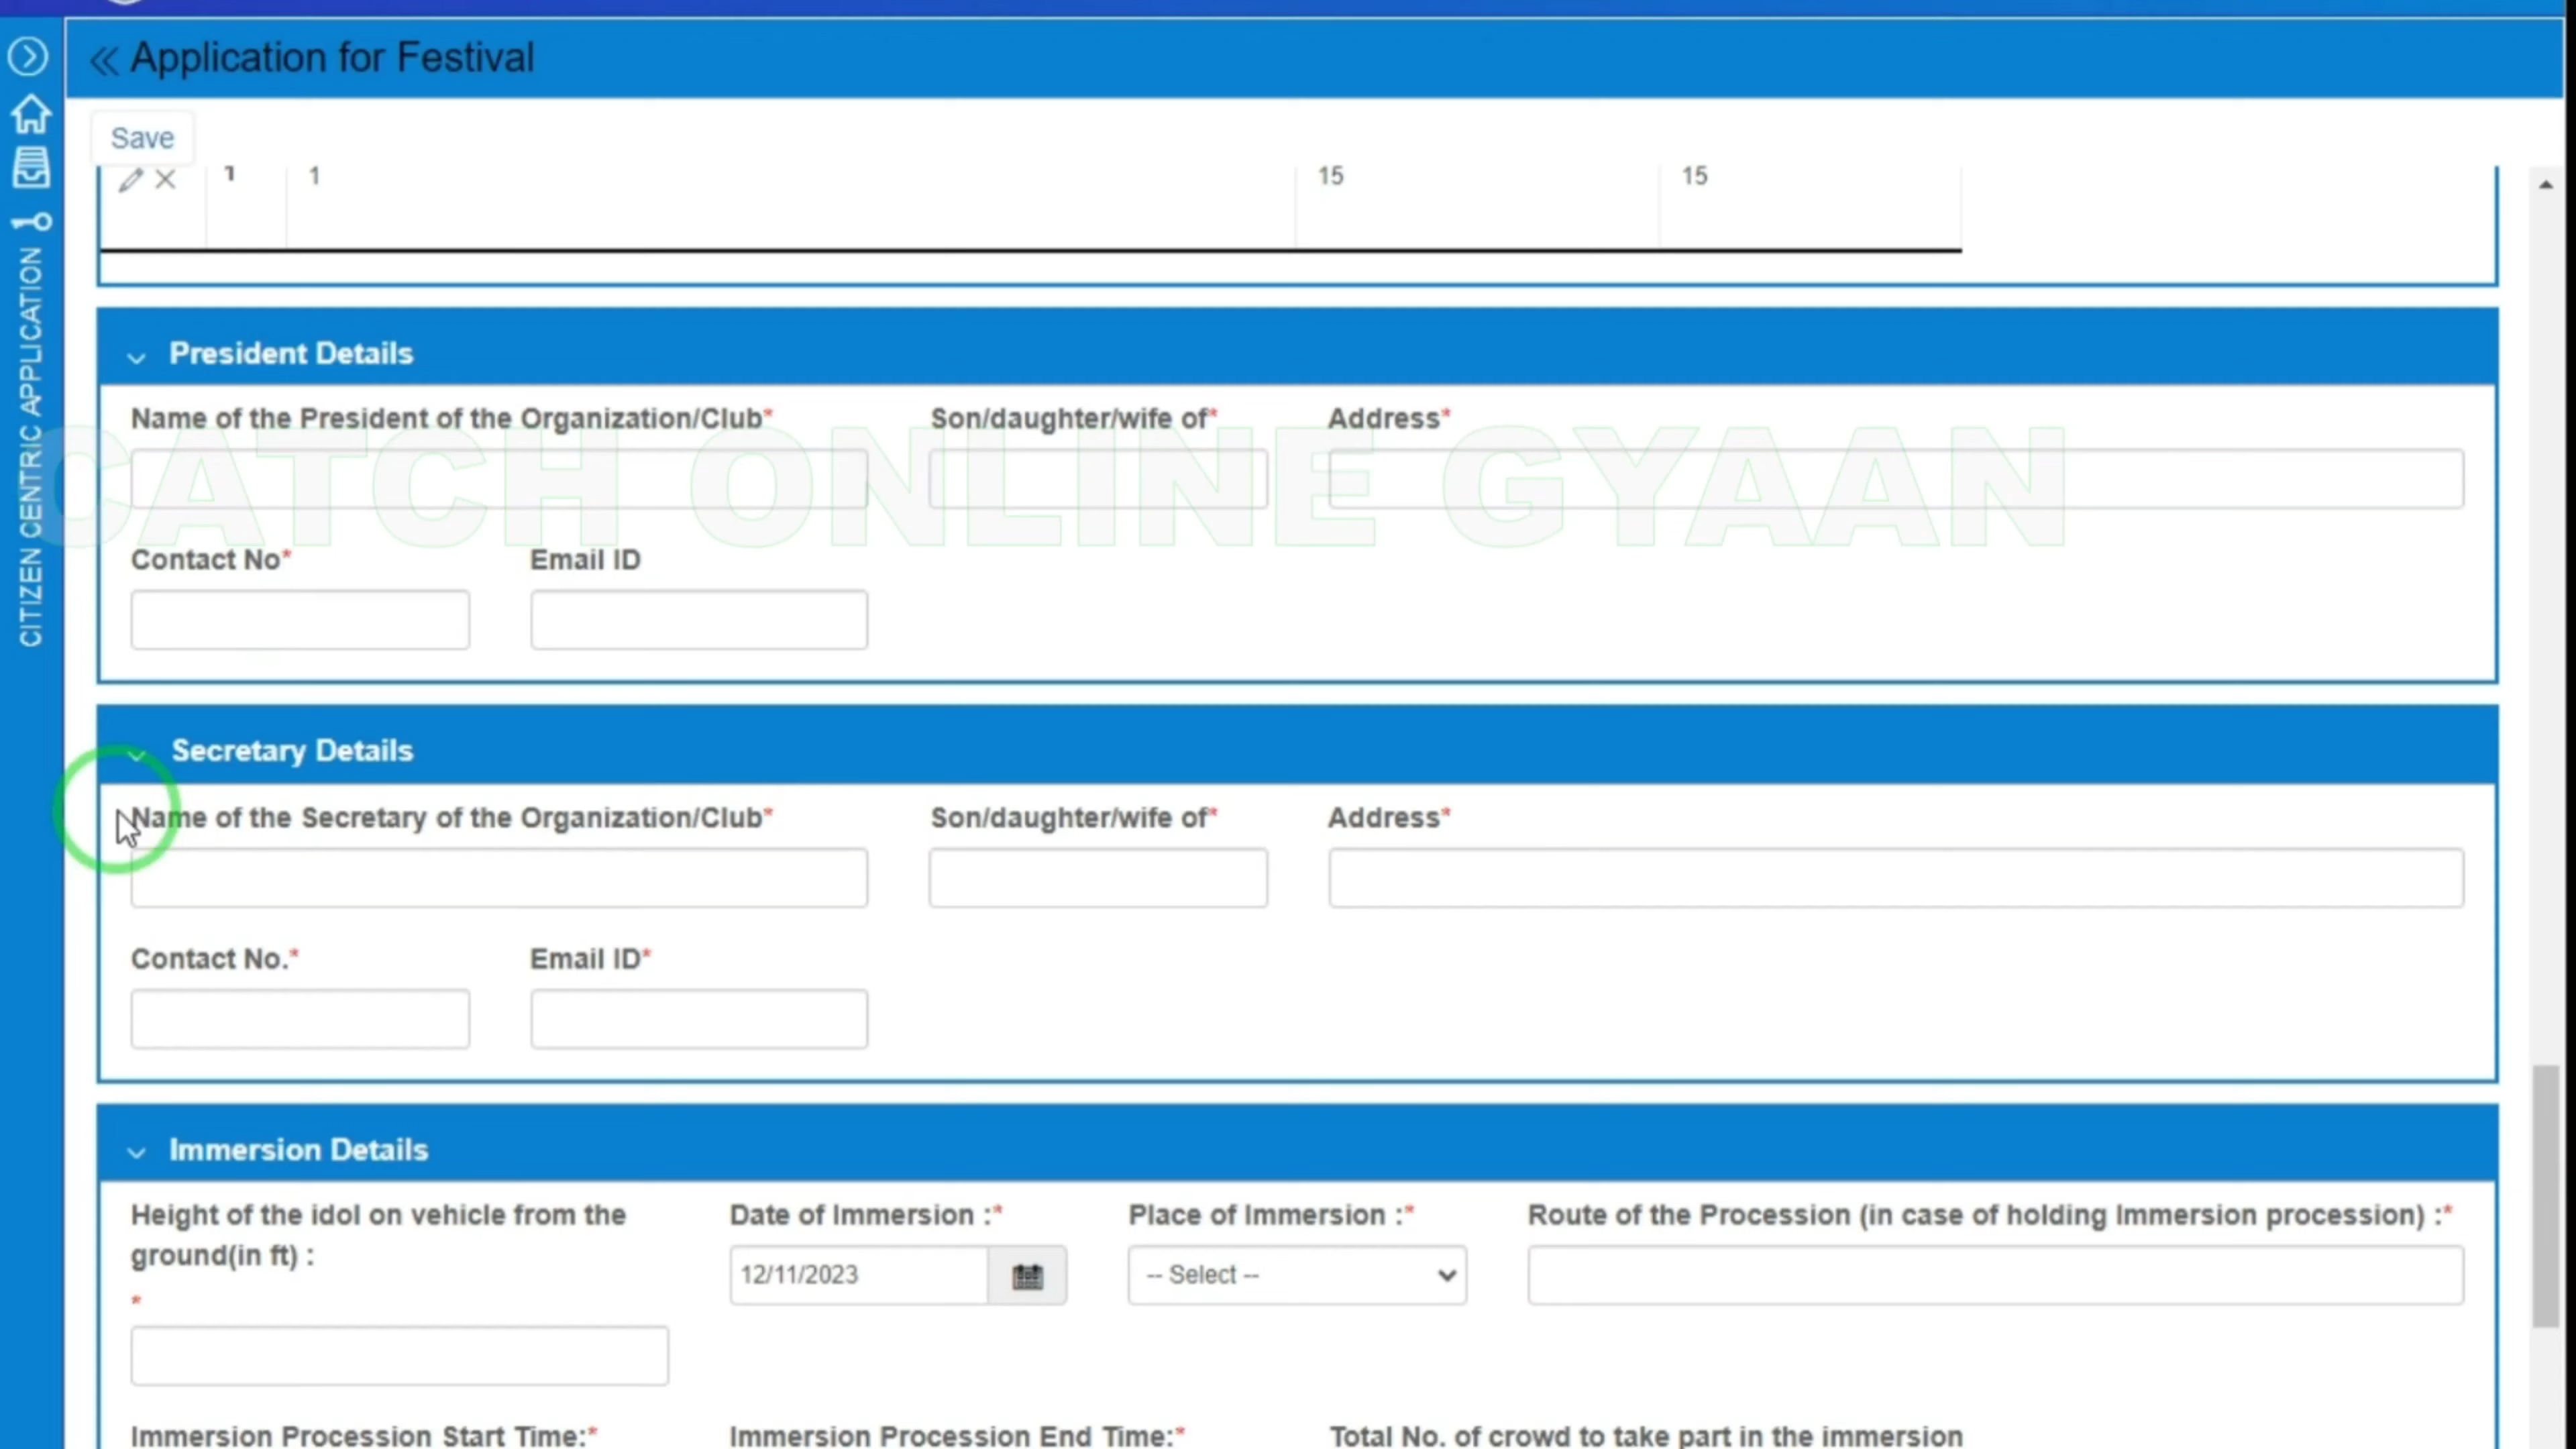 Application for Festival
Save
1 1 15 15
CITIZEN CENTRIC APPLICATION
President Details
Name of the President of the Organization/Club* Son/daughter/wife of* Address*
CATCH ONLINE GYAAN
Contact No* Email ID
Secretary Details
Name of the Secretary of the Organization/Club* Son/daughter/wife of* Address*
Contact No.* Email ID*
Immersion Details
Height of the idol on vehicle from the Date of Immersion :* Place of Immersion :* Route of the Procession (in case of holding Immersion procession) :*
ground(in ft) :
*
12/11/2023 -- Select --
Immersion Procession Start Time:* Immersion Procession End Time:* Total No. of crowd to take part in the immersion